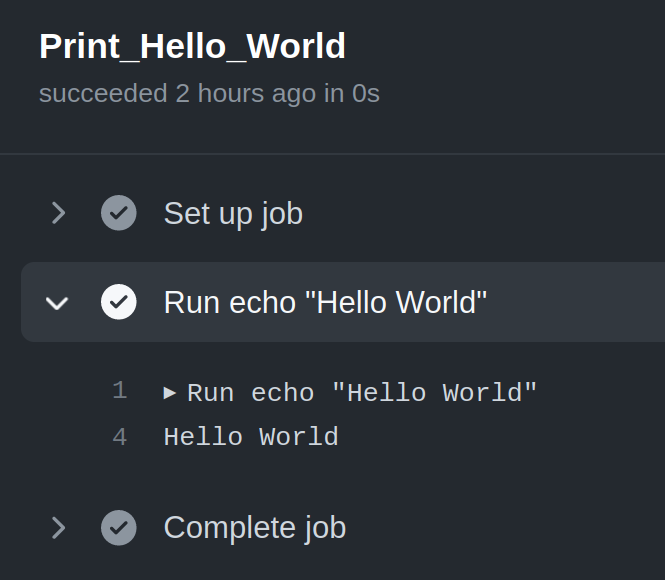 Print_Hello_World
succeeded 2 hours ago in 0s
Set up job
Run echo "Hello World"
1 ▶ Run echo "Hello World"
4 Hello World
Complete job